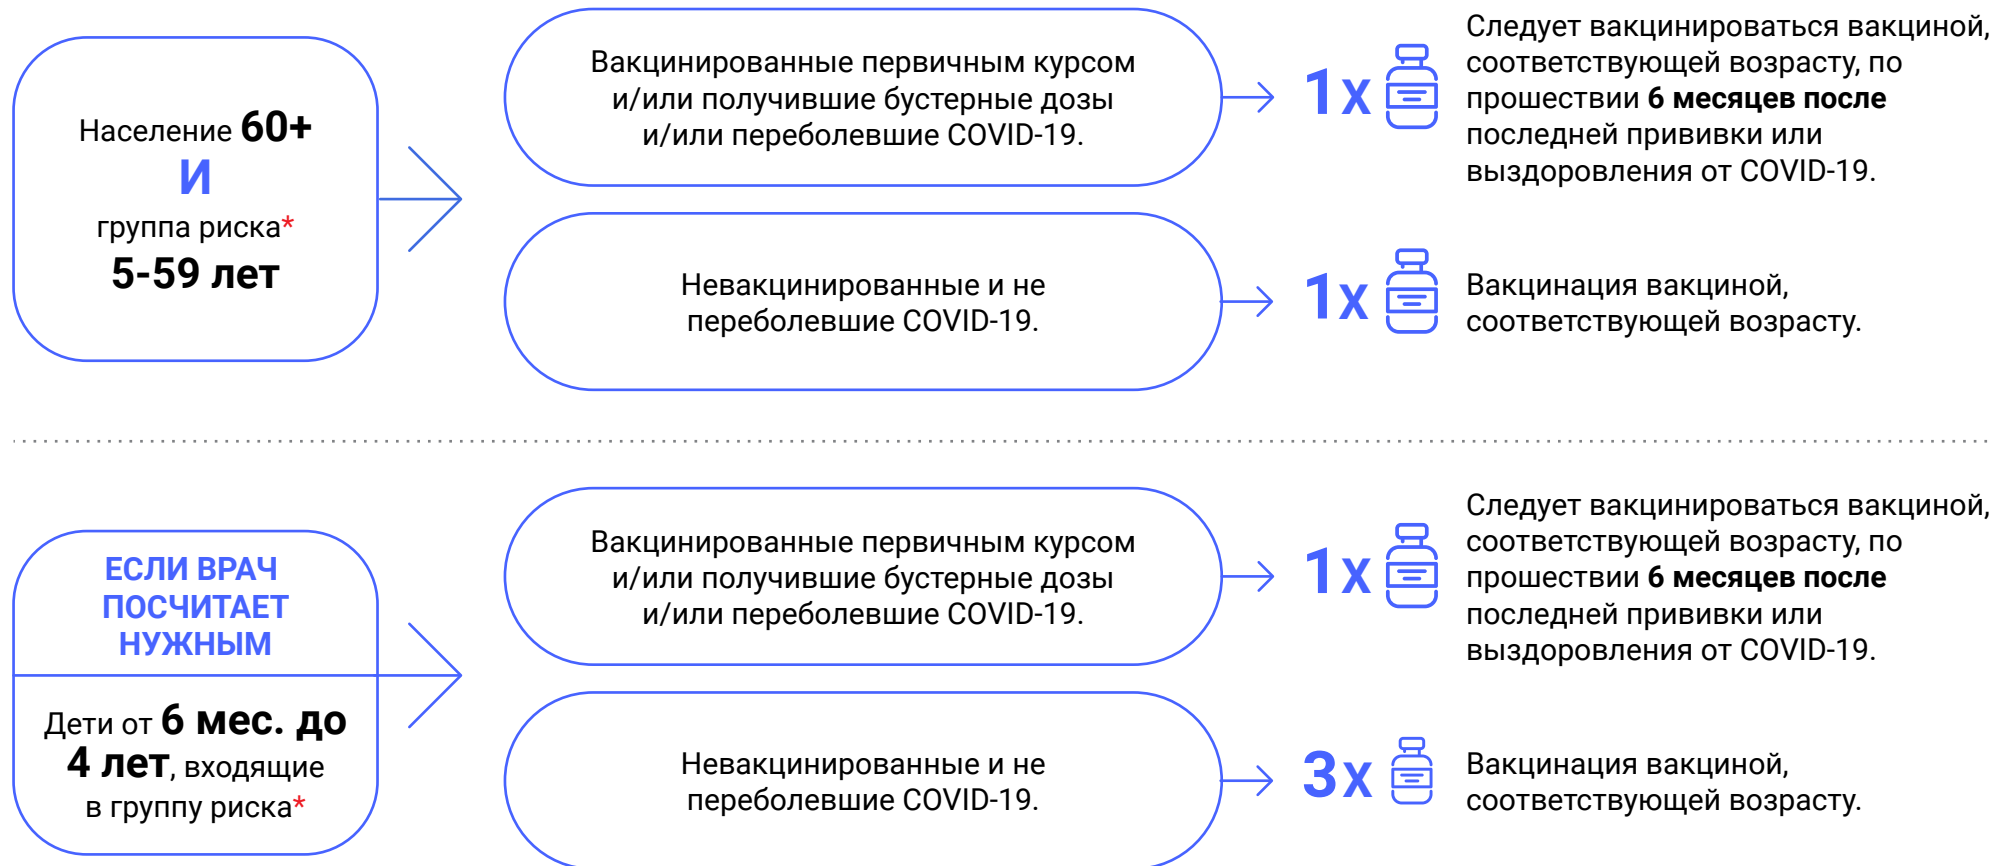 Население 60+
И
группа риска*
5-59 лет
Вакцинированные первичным курсом
и/или получившие бустерные дозы
и/или переболевшие COVID-19.
1x
Следует вакцинироваться вакциной,
соответствующей возрасту, по
прошествии 6 месяцев после
последней прививки или
выздоровления от COVID-19.
Невакцинированные и не
переболевшие COVID-19.
1x
Вакцинация вакциной,
соответствующей возрасту.
ЕСЛИ ВРАЧ
ПОСЧИТАЕТ
НУЖНЫМ
Дети от 6 мес. до
4 лет, входящие
в группу риска*
Вакцинированные первичным курсом
и/или получившие бустерные дозы
и/или переболевшие COVID-19.
1x
Следует вакцинироваться вакциной,
соответствующей возрасту, по
прошествии 6 месяцев после
последней прививки или
выздоровления от COVID-19.
Невакцинированные и не
переболевшие COVID-19.
3x
Вакцинация вакциной,
соответствующей возрасту.